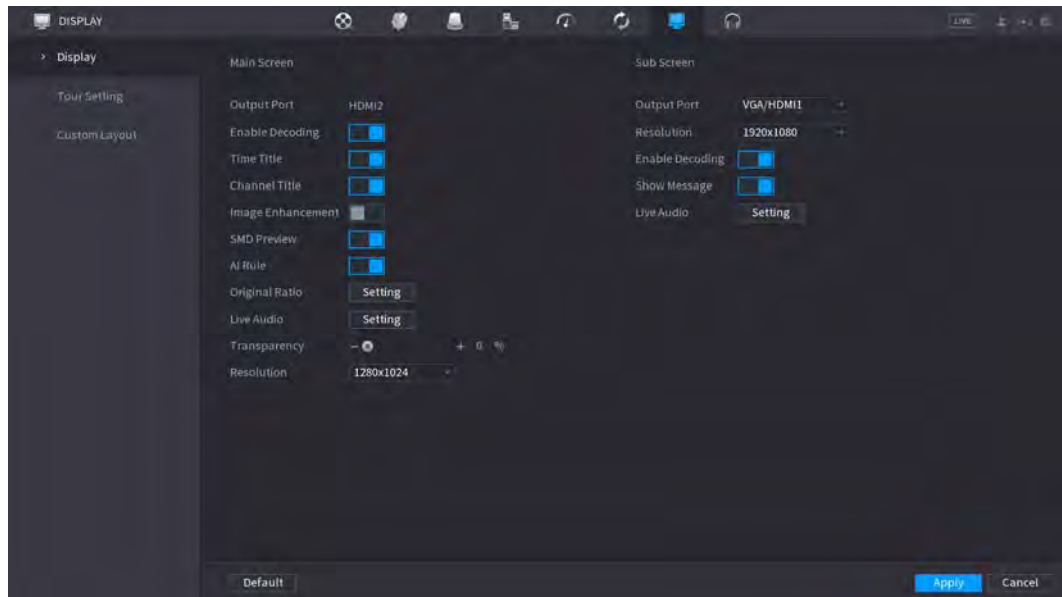 DISPLAY
LIVE
Display
Tour Setting
Custom Layout
Main Screen
Output Port HDMI2
Enable Decoding
Time Title
Channel Title
Image Enhancement
SMD Preview
AI Rule
Original Ratio Setting
Live Audio Setting
Transparency - + 0 %
Resolution 1280x1024
Sub Screen
Output Port VGA/HDMI1
Resolution 1920x1080
Enable Decoding
Show Message
Live Audio Setting
Default
Apply
Cancel